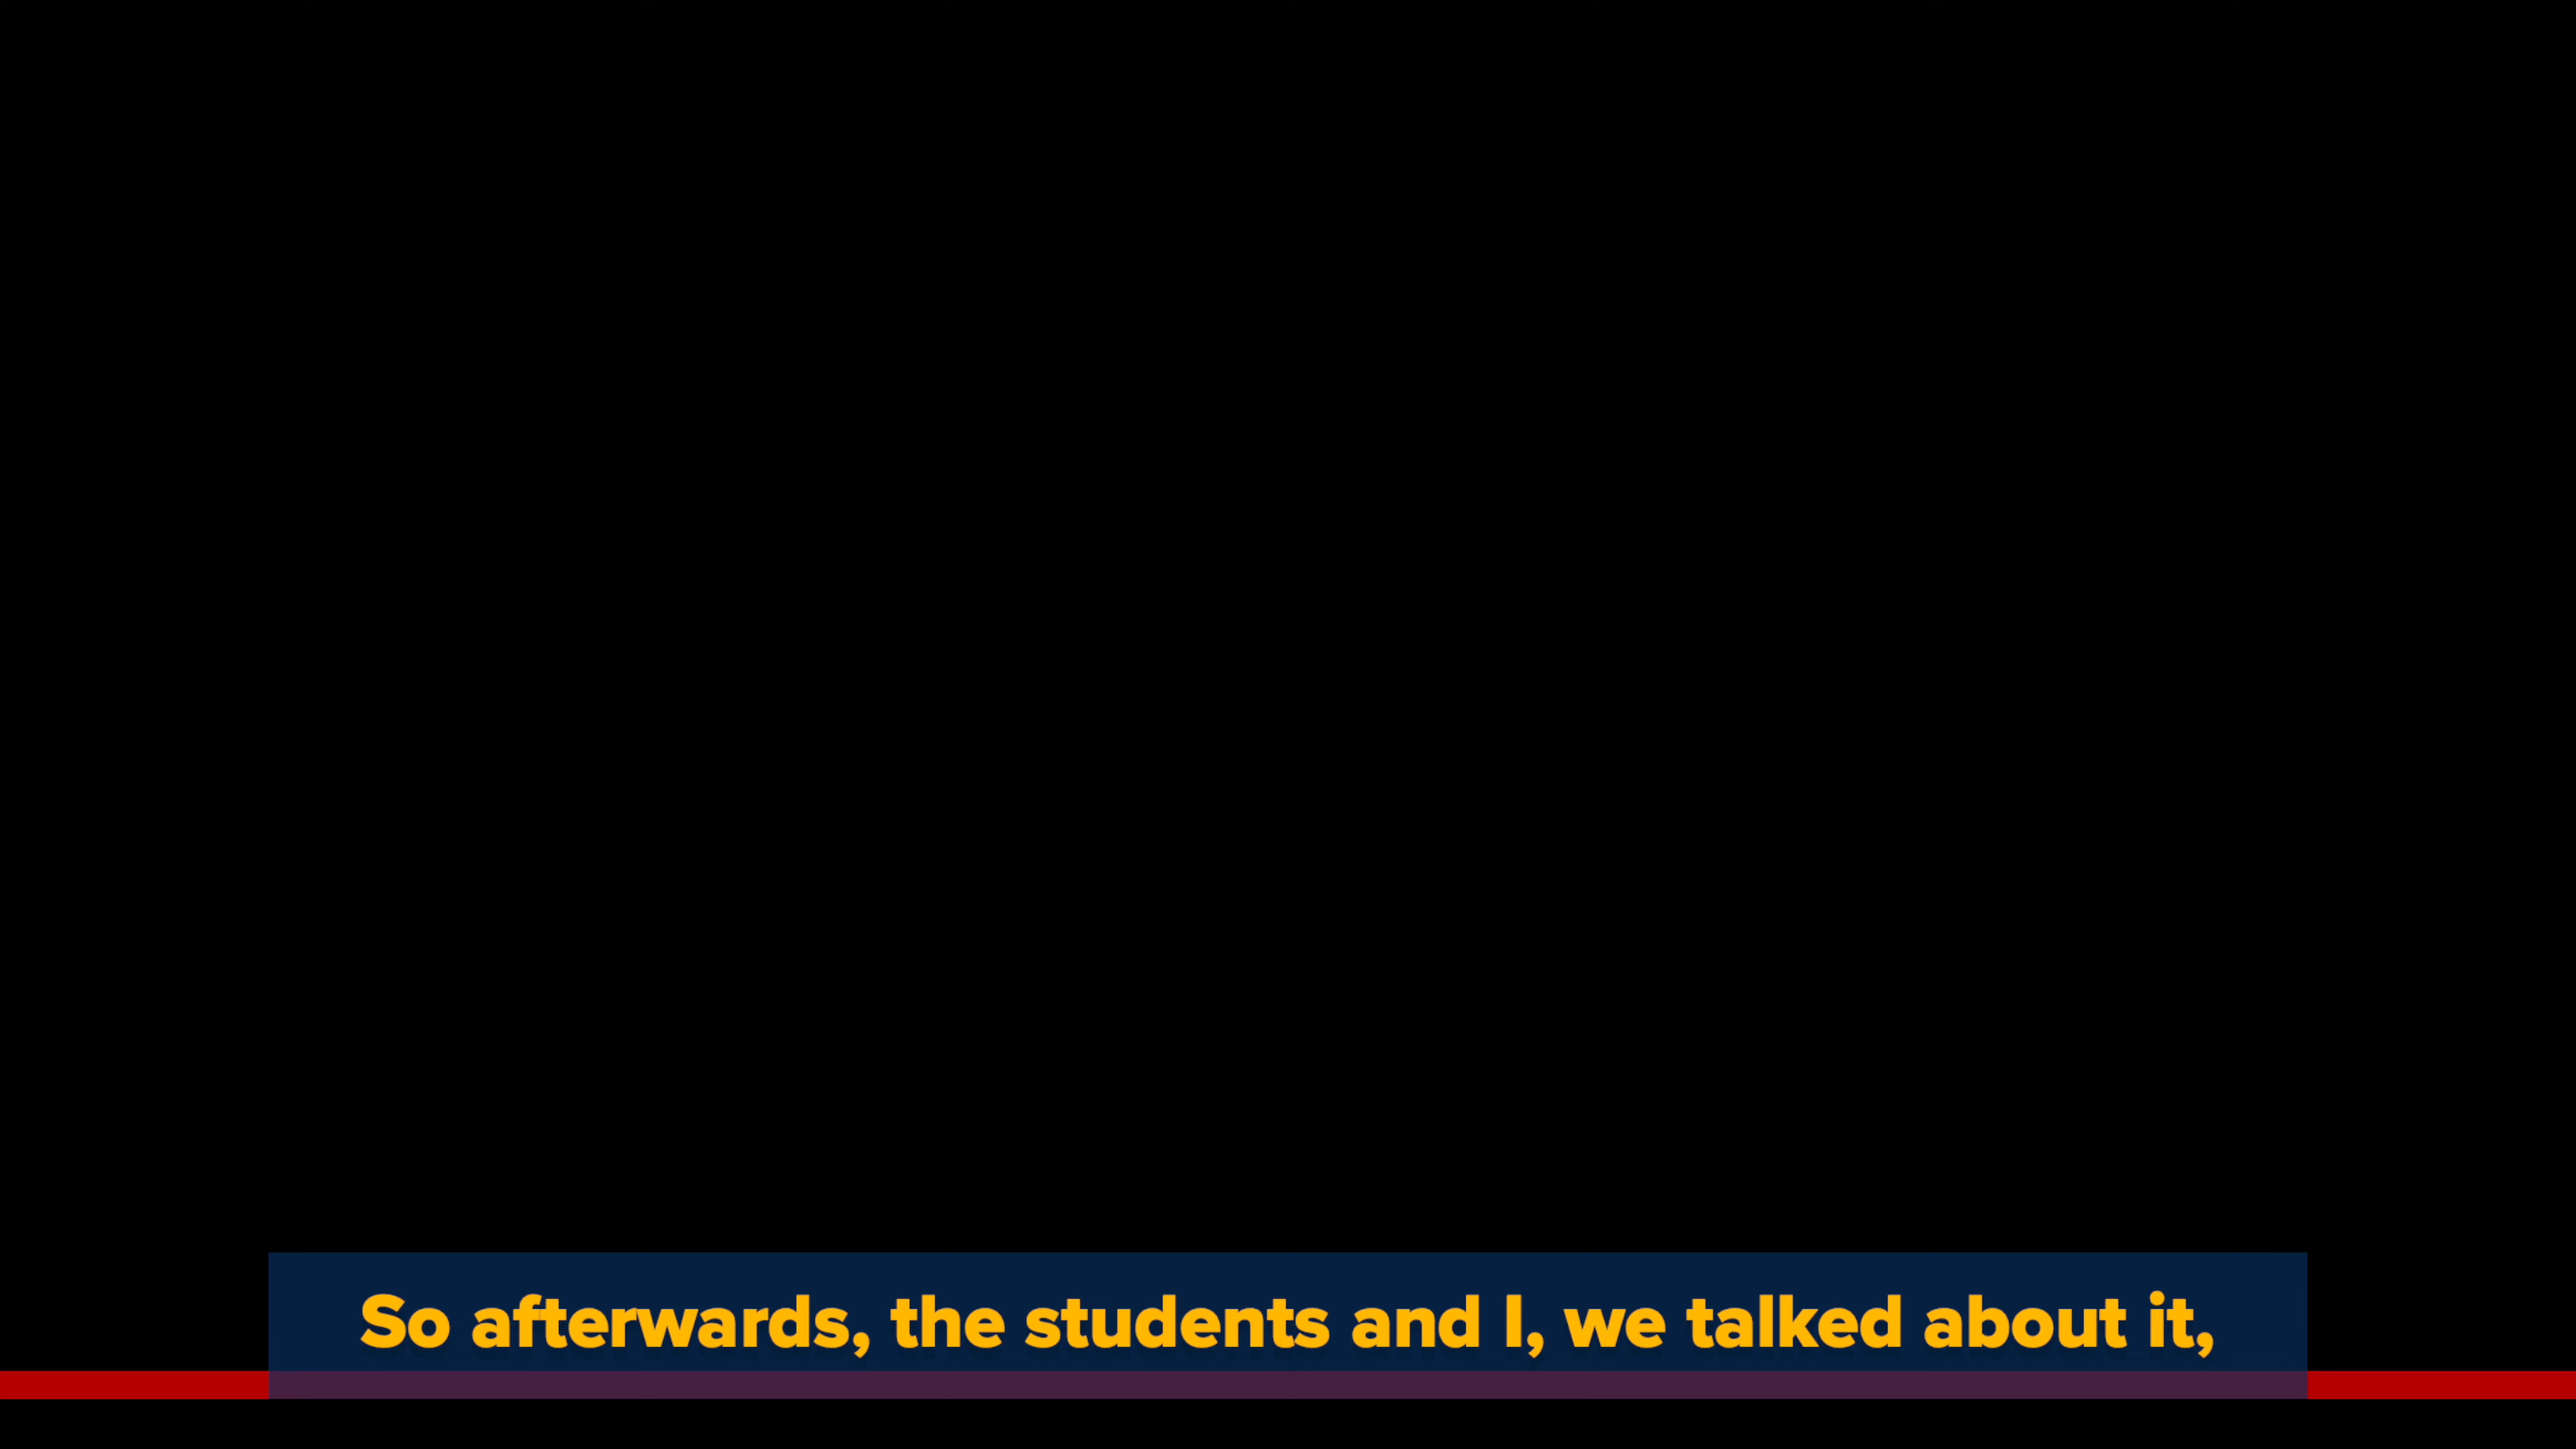 So afterwards, the students and I, we talked about it,